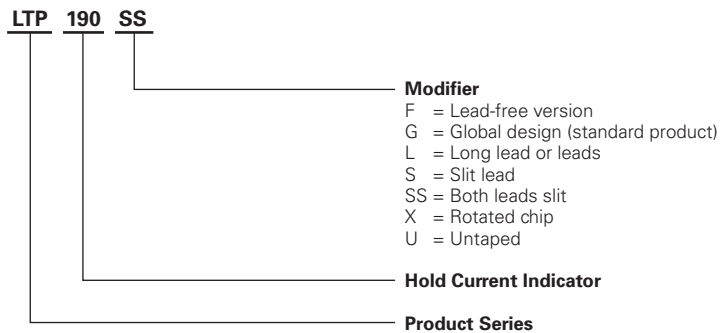 LTP 190 SS
Modifier
F = Lead-free version
G = Global design (standard product)
L = Long lead or leads
S = Slit lead
SS = Both leads slit
X = Rotated chip
U = Untaped
Hold Current Indicator
Product Series